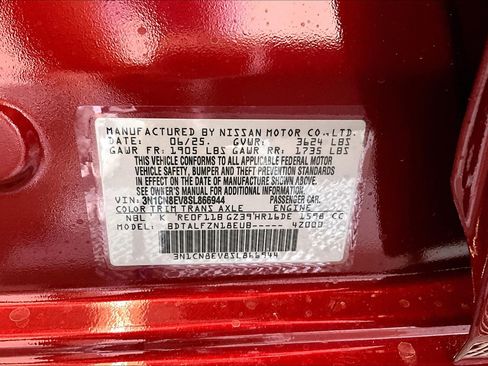 MANUFACTURED BY NISSAN MOTOR CO.,LTD.
DATE: 06/25. GVWR: 3624 LBS
GAWR FR: 1905 LBS GAWR RR: 1735 LBS
THIS VEHICLE CONFORMS TO ALL APPLICABLE FEDERAL MOTOR
VEHICLE SAFETY, BUMPER AND THEFT PREVENTION STANDARDS
IN EFFECT ON THE DATE OF MANUFACTURE SHOWN ABOVE.
SEE OWNER'S MANUAL FOR ADDITIONAL INFORMATION.
VIN: 3N1CN8EV8SL866944 PASSENGER CAR.
COLOR TRIM TRANS AXLE ENGINE
NBL K RE0F11B GZ39 HR16DE 1598 CC
MODEL: BDTALFZN18EUB----- 42000
3N1CN8EV8SL866944